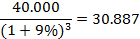 40.000
(1 + 9%)³ = 30.887